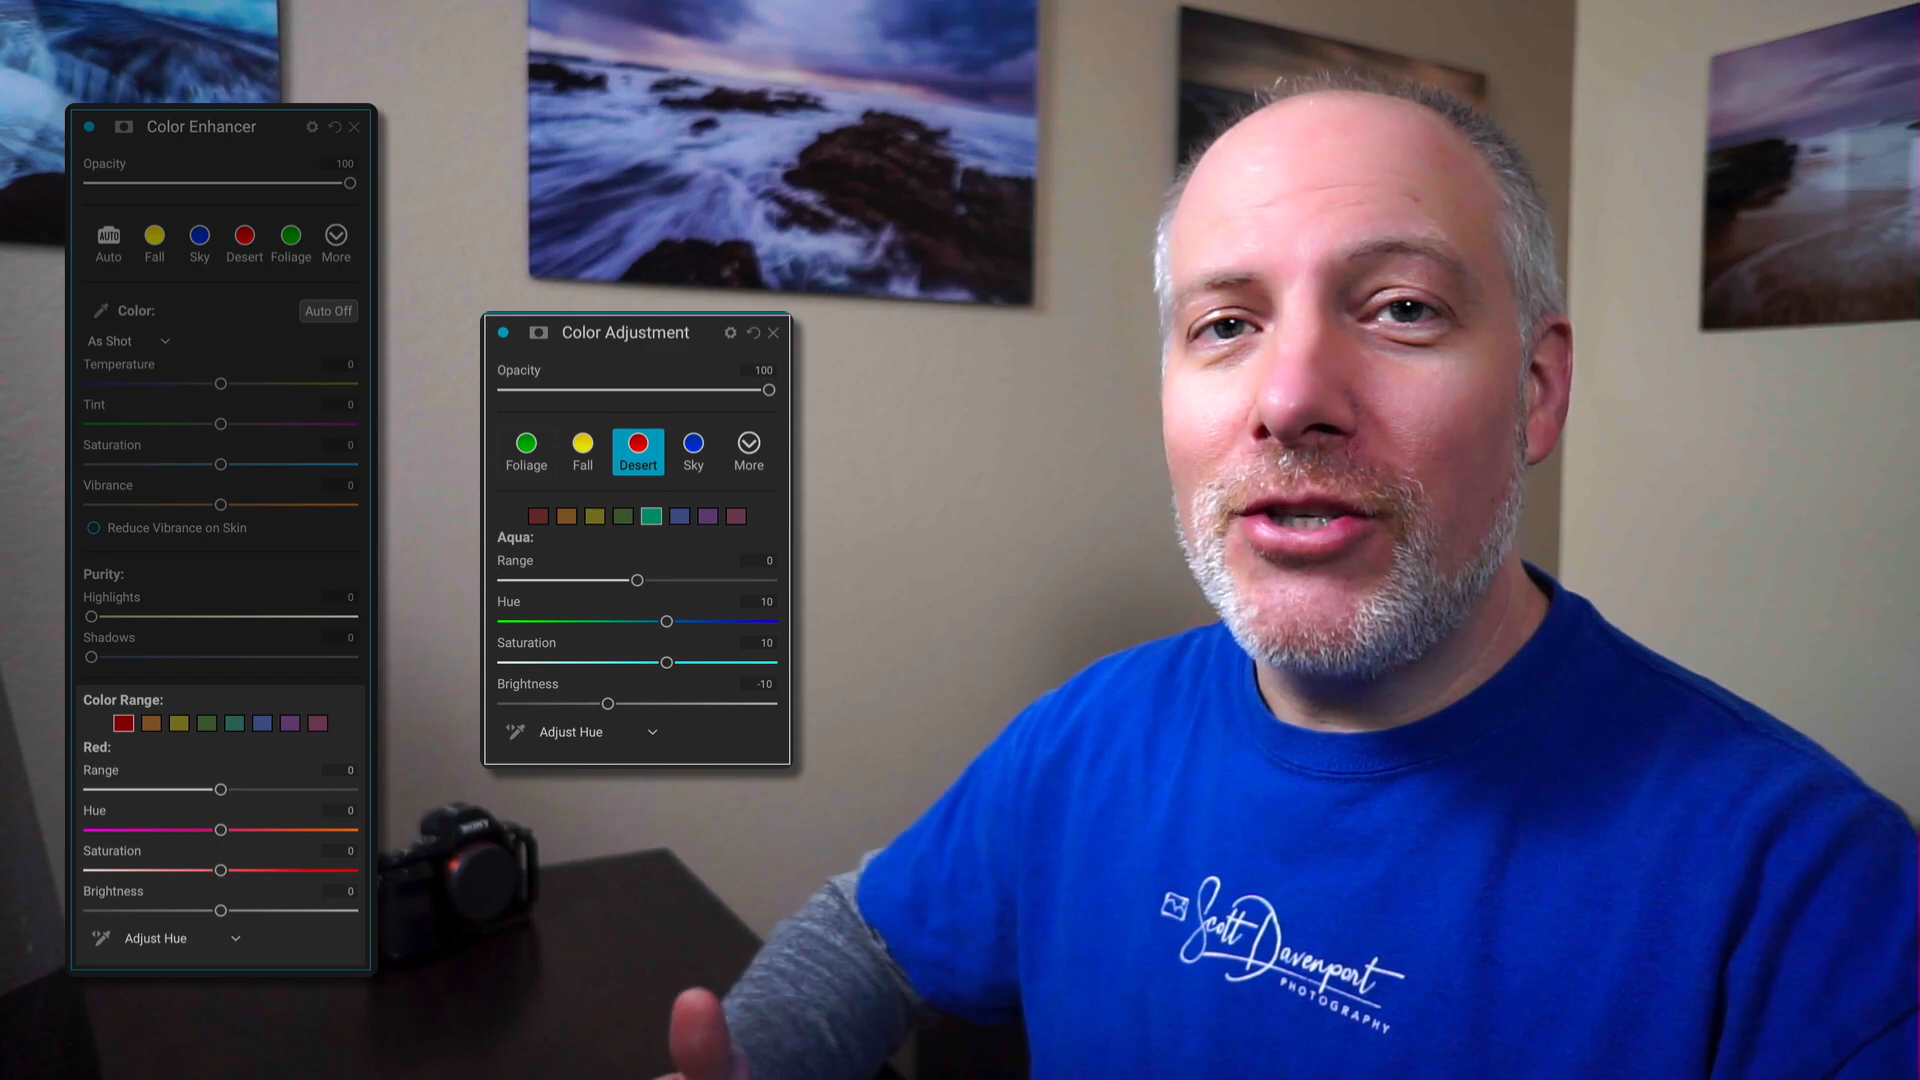 Color Enhancer
Opacity 100
AUTO
Auto Fall Sky Desert Foliage More
Color: Auto Off
As Shot
Temperature 0
Tint 0
Saturation 0
Vibrance 0
Reduce Vibrance on Skin
Purity:
Highlights 0
Shadows 0
Color Range:
Red:
Range 0
Hue 0
Saturation 0
Brightness 0
Adjust Hue
Color Adjustment
Opacity 100
Foliage Fall Desert Sky More
Aqua:
Range 0
Hue 10
Saturation 10
Brightness -10
Adjust Hue
SONY
Scott Davenport
PHOTOGRAPHY